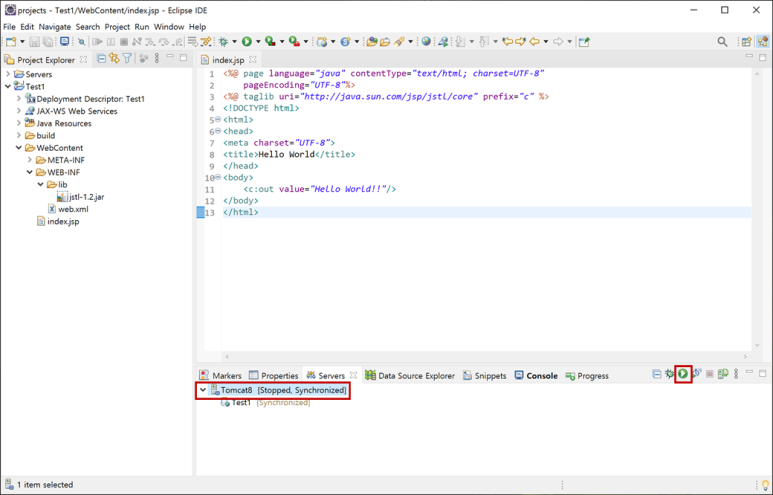 projects - Test1/WebContent/index.jsp - Eclipse IDE
File Edit Navigate Search Project Run Window Help
Project Explorer
Servers
Test1
Deployment Descriptor: Test1
JAX-WS Web Services
Java Resources
build
WebContent
META-INF
WEB-INF
lib
jstl-1.2.jar
web.xml
index.jsp
index.jsp
1 <%@ page language="java" contentType="text/html; charset=UTF-8"
2 pageEncoding="UTF-8"%>
3 <%@ taglib uri="http://java.sun.com/jsp/jstl/core" prefix="c" %>
4 <!DOCTYPE html>
5 <html>
6 <head>
7 <meta charset="UTF-8">
8 <title>Hello World</title>
9 </head>
10 <body>
11 <c:out value="Hello World!!"/>
12 </body>
13 </html>
Markers Properties Servers Data Source Explorer Snippets Console Progress
Tomcat8 [Stopped, Synchronized]
Test1 [Synchronized]
1 item selected